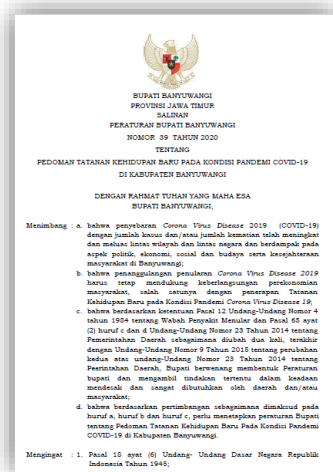 BUPATI BANYUWANGI
PROVINSI JAWA TIMUR
SALINAN
PERATURAN BUPATI BANYUWANGI
NOMOR 39 TAHUN 2020
TENTANG
PEDOMAN TATANAN KEHIDUPAN BARU PADA KONDISI PANDEMI COVID-19
DI KABUPATEN BANYUWANGI
DENGAN RAHMAT TUHAN YANG MAHA ESA
BUPATI BANYUWANGI,
Menimbang : a. bahwa penyebaran Corona Virus Disease 2019 (COVID-19)
dengan jumlah kasus dan/atau jumlah kematian telah meningkat
dan meluas lintas wilayah dan lintas negara dan berdampak pada
aspek politik, ekonomi, sosial dan budaya serta kesejahteraan
masyarakat di Banyuwangi;
b. bahwa penanggulangan penularan Corona Virus Disease 2019
harus tetap mendukung keberlangsungan perekonomian
masyarakat, salah satunya dengan penerapan Tatanan
Kehidupan Baru pada Kondisi Pandemi Corona Virus Disease 19;
c. bahwa berdasarkan ketentuan Pasal 12 Undang-Undang Nomor 4
tahun 1984 tentang Wabah Penyakit Menular dan Pasal 65 ayat
(2) huruf c dan d Undang-Undang Nomor 23 Tahun 2014 tentang
Pemerintahan Daerah sebagaimana diubah dua kali, terakhir
dengan Undang-Undang Nomor 9 Tahun 2015 tentang perubahan
kedua atas undang-Undang Nomor 23 Tahun 2014 tentang
Peerintahan Daerah, Bupati berwenang membentuk Peraturan
bupati dan mengambil tindakan tertentu dalam keadaan
mendesak dan sangat dibutuhkan oleh daerah dan/atau
masyarakat;
d. bahwa berdasarkan pertimbangan sebagaimana dimaksud pada
huruf a, huruf b dan huruf c, perlu menetapkan peraturan Bupati
tentang Pedoman Tatanan Kehidupan Baru Pada Kondisi Pandemi
COVID-19 di Kabupaten Banyuwangi.
Mengingat : 1. Pasal 18 ayat (6) Undang- Undang Dasar Negara Republik
Indonesia Tahun 1945;